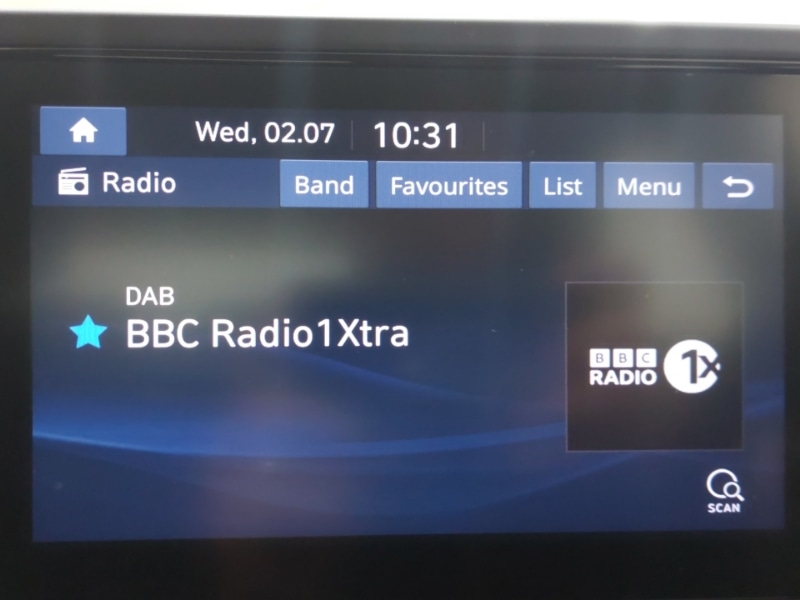 Wed, 02.07 10:31
Radio Band Favourites List Menu
DAB
BBC Radio1Xtra
BBC
RADIO 1X
SCAN